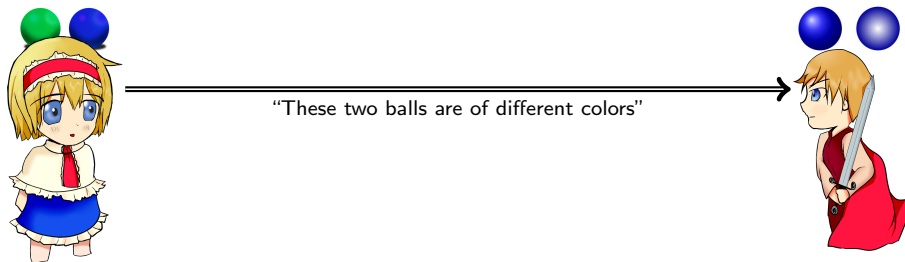 “These two balls are of different colors”